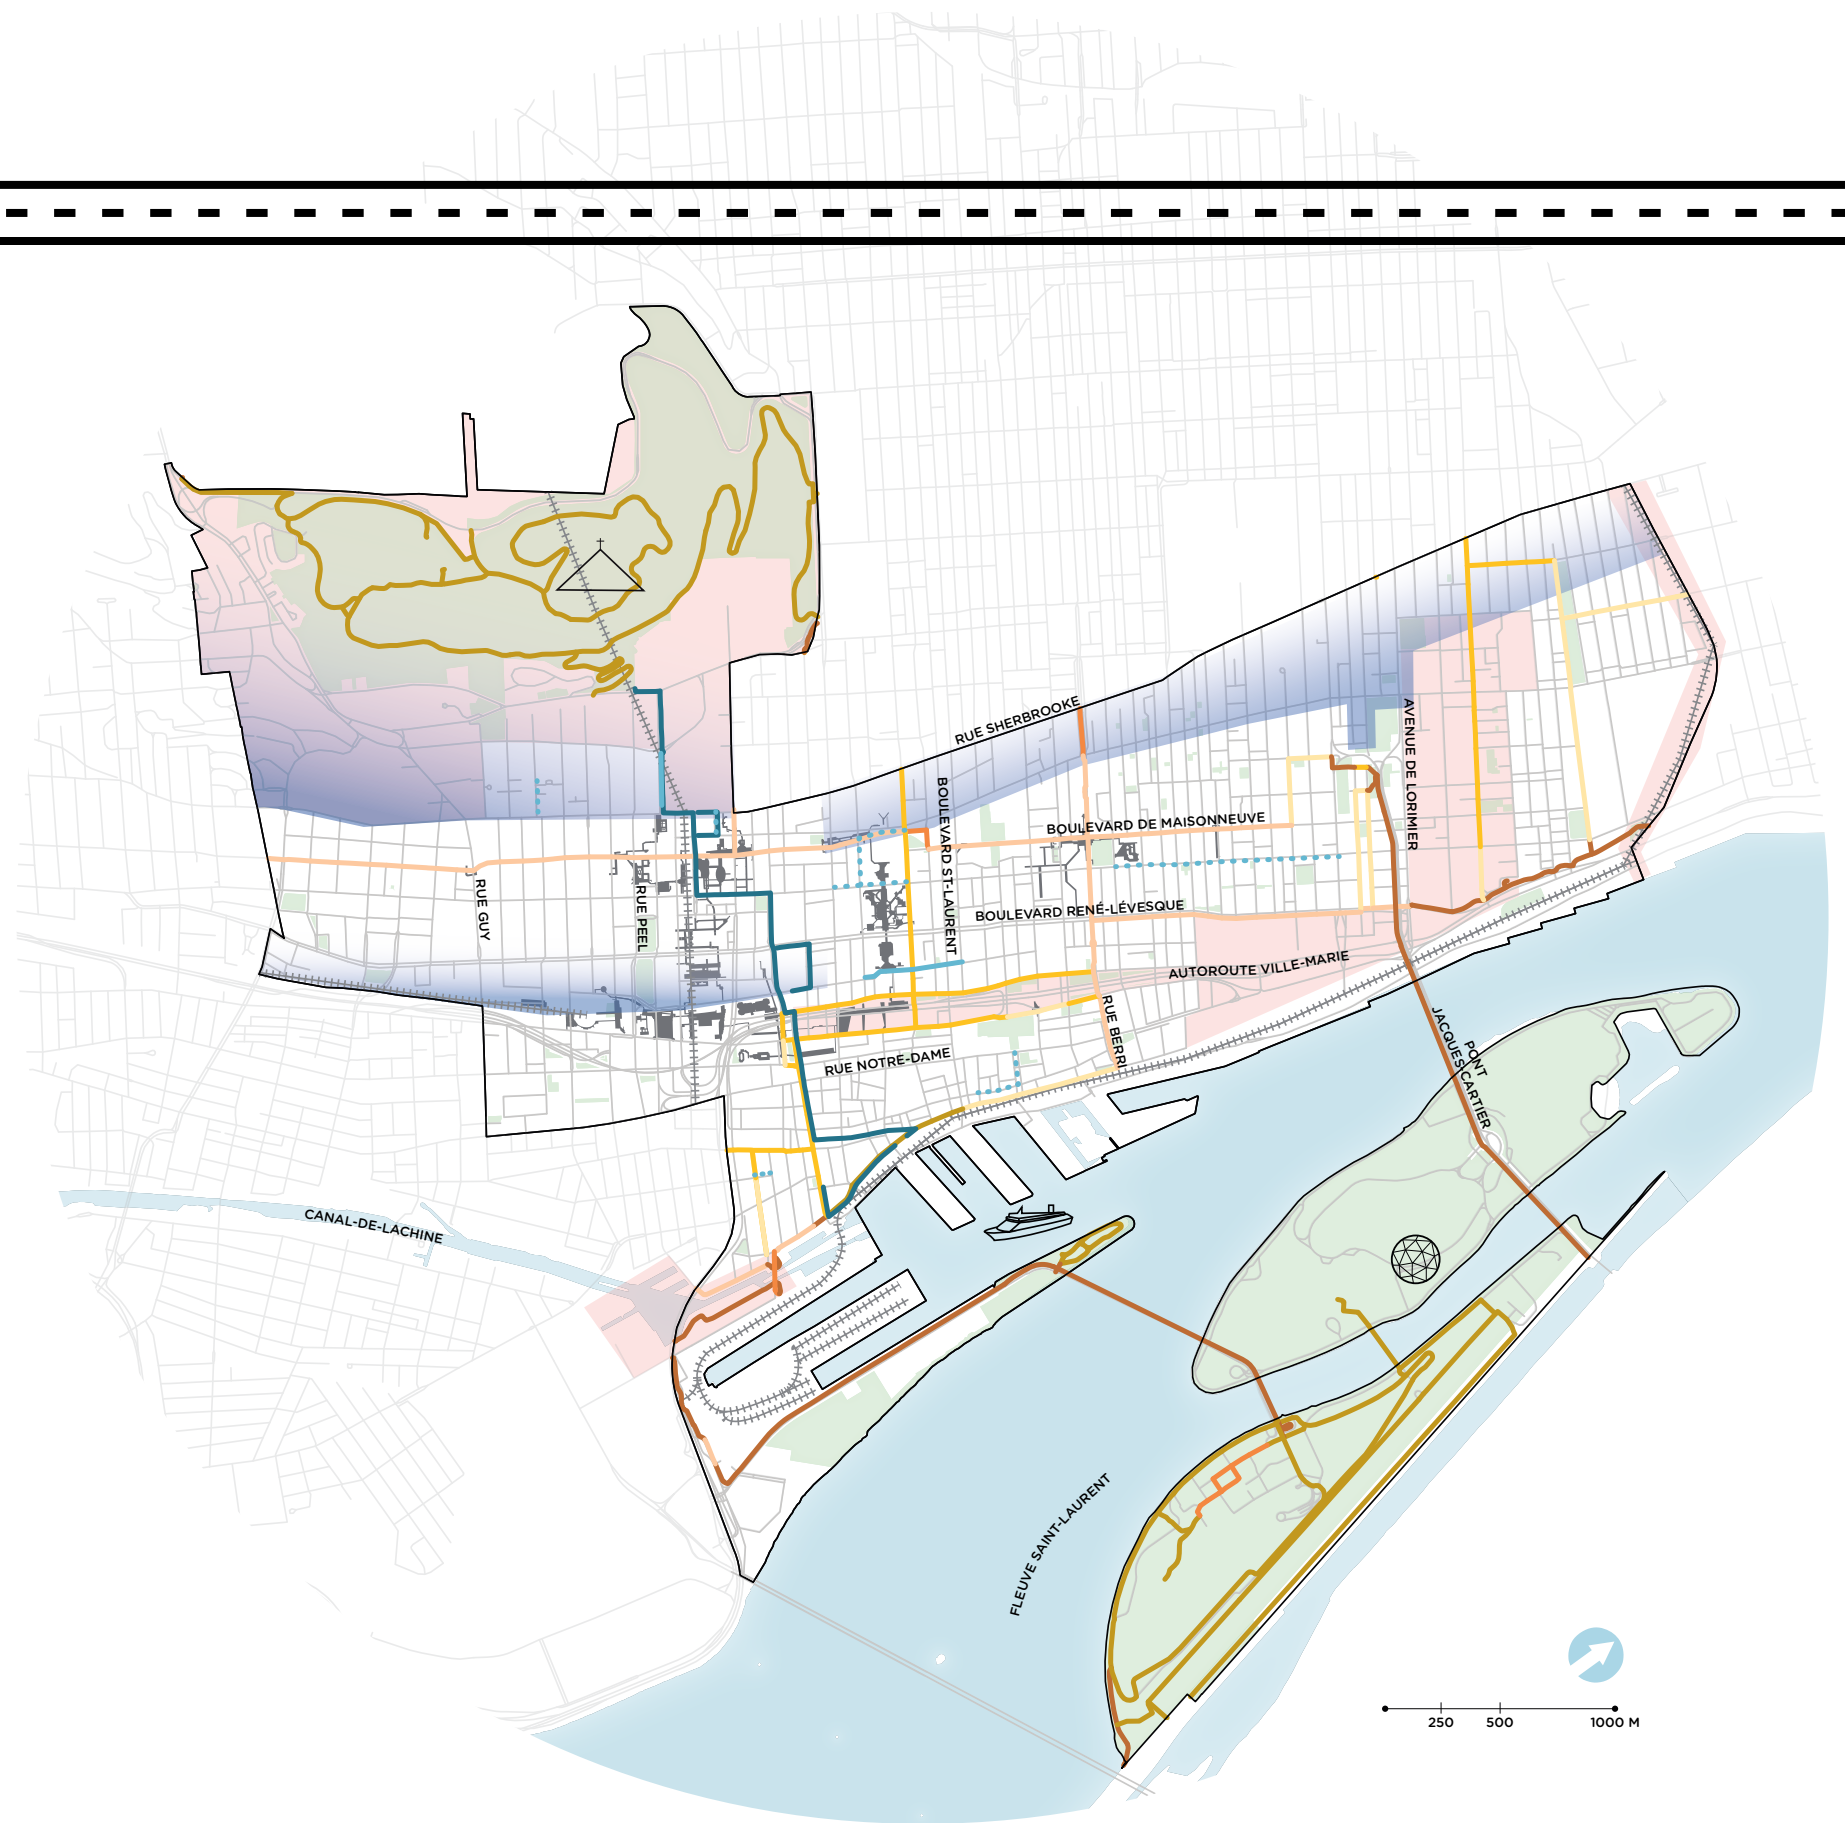 RUE SHERBROOKE
AVENUE DE LORIMIER
BOULEVARD ST-LAURENT
BOULEVARD DE MAISONNEUVE
RUE GUY
RUE PEEL
BOULEVARD RENÉ-LÉVESQUE
AUTOROUTE VILLE-MARIE
RUE BERRI
RUE NOTRE-DAME
PONT
JACQUES-CARTIER
CANAL-DE-LACHINE
FLEUVE SAINT-LAURENT
250 500 1000 M